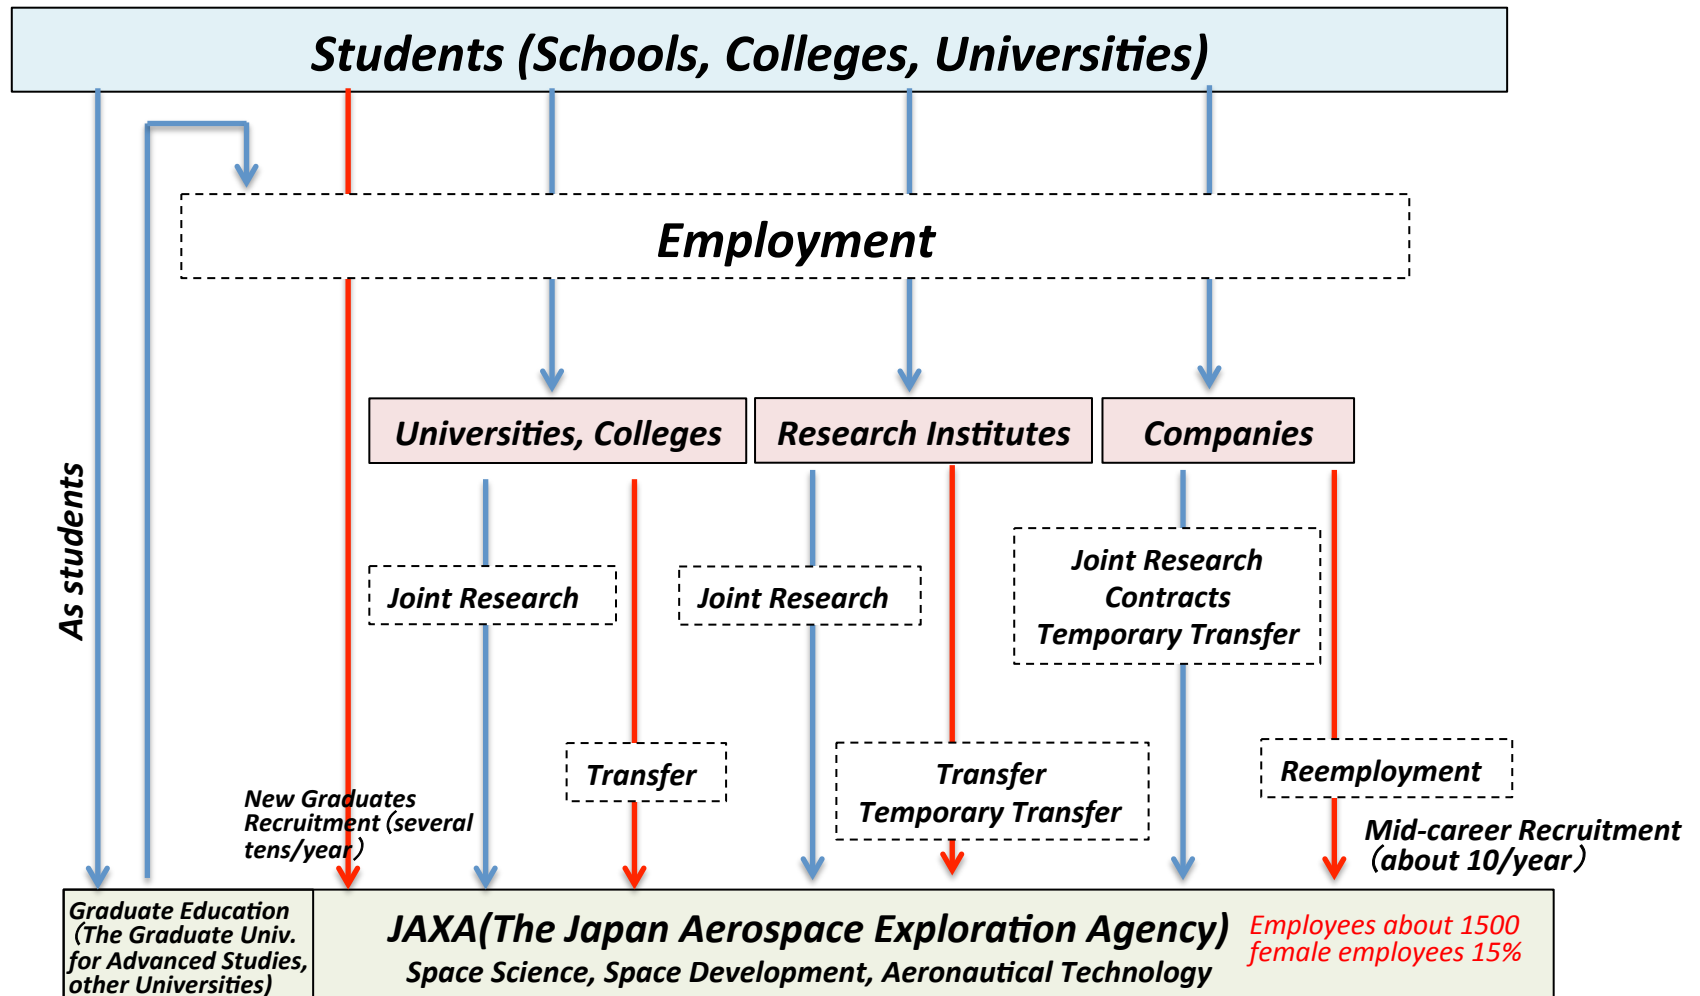 Students (Schools, Colleges, Universities)
Employment
Universities, Colleges
Research Institutes
Companies
As students
Joint Research
Joint Research
Joint Research
Contracts
Temporary Transfer
Transfer
Transfer
Temporary Transfer
Reemployment
New Graduates
Recruitment（several
tens/year）
Mid-career Recruitment
（about 10/year）
Graduate Education
（The Graduate Univ.
for Advanced Studies,
other Universities)
JAXA(The Japan Aerospace Exploration Agency)
Space Science, Space Development, Aeronautical Technology
Employees about 1500
female employees 15%